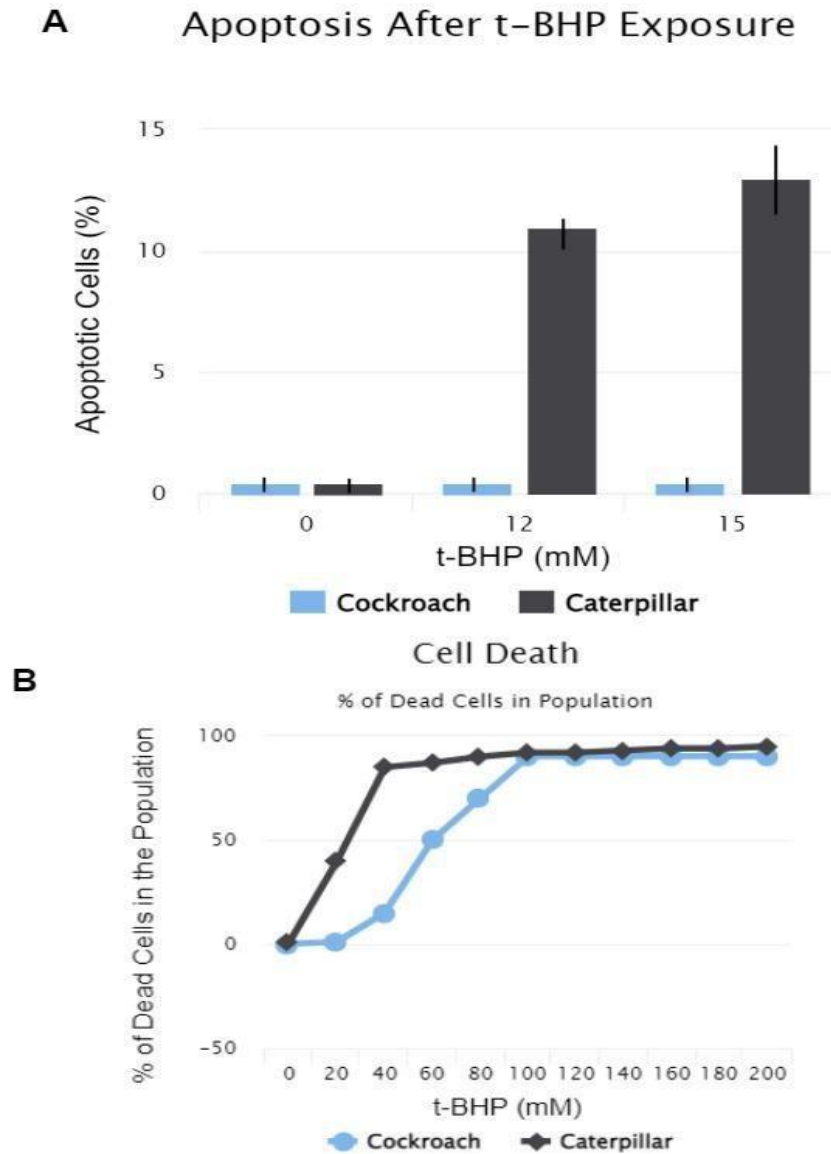 A
Apoptosis After t-BHP Exposure
Apoptotic Cells (%)
15
10
5
0
0 12 15
t-BHP (mM)
Cockroach Caterpillar
B
Cell Death
% of Dead Cells in Population
% of Dead Cells in the Population
100
50
0
-50
0 20 40 60 80 100 120 140 160 180 200
t-BHP (mM)
Cockroach Caterpillar